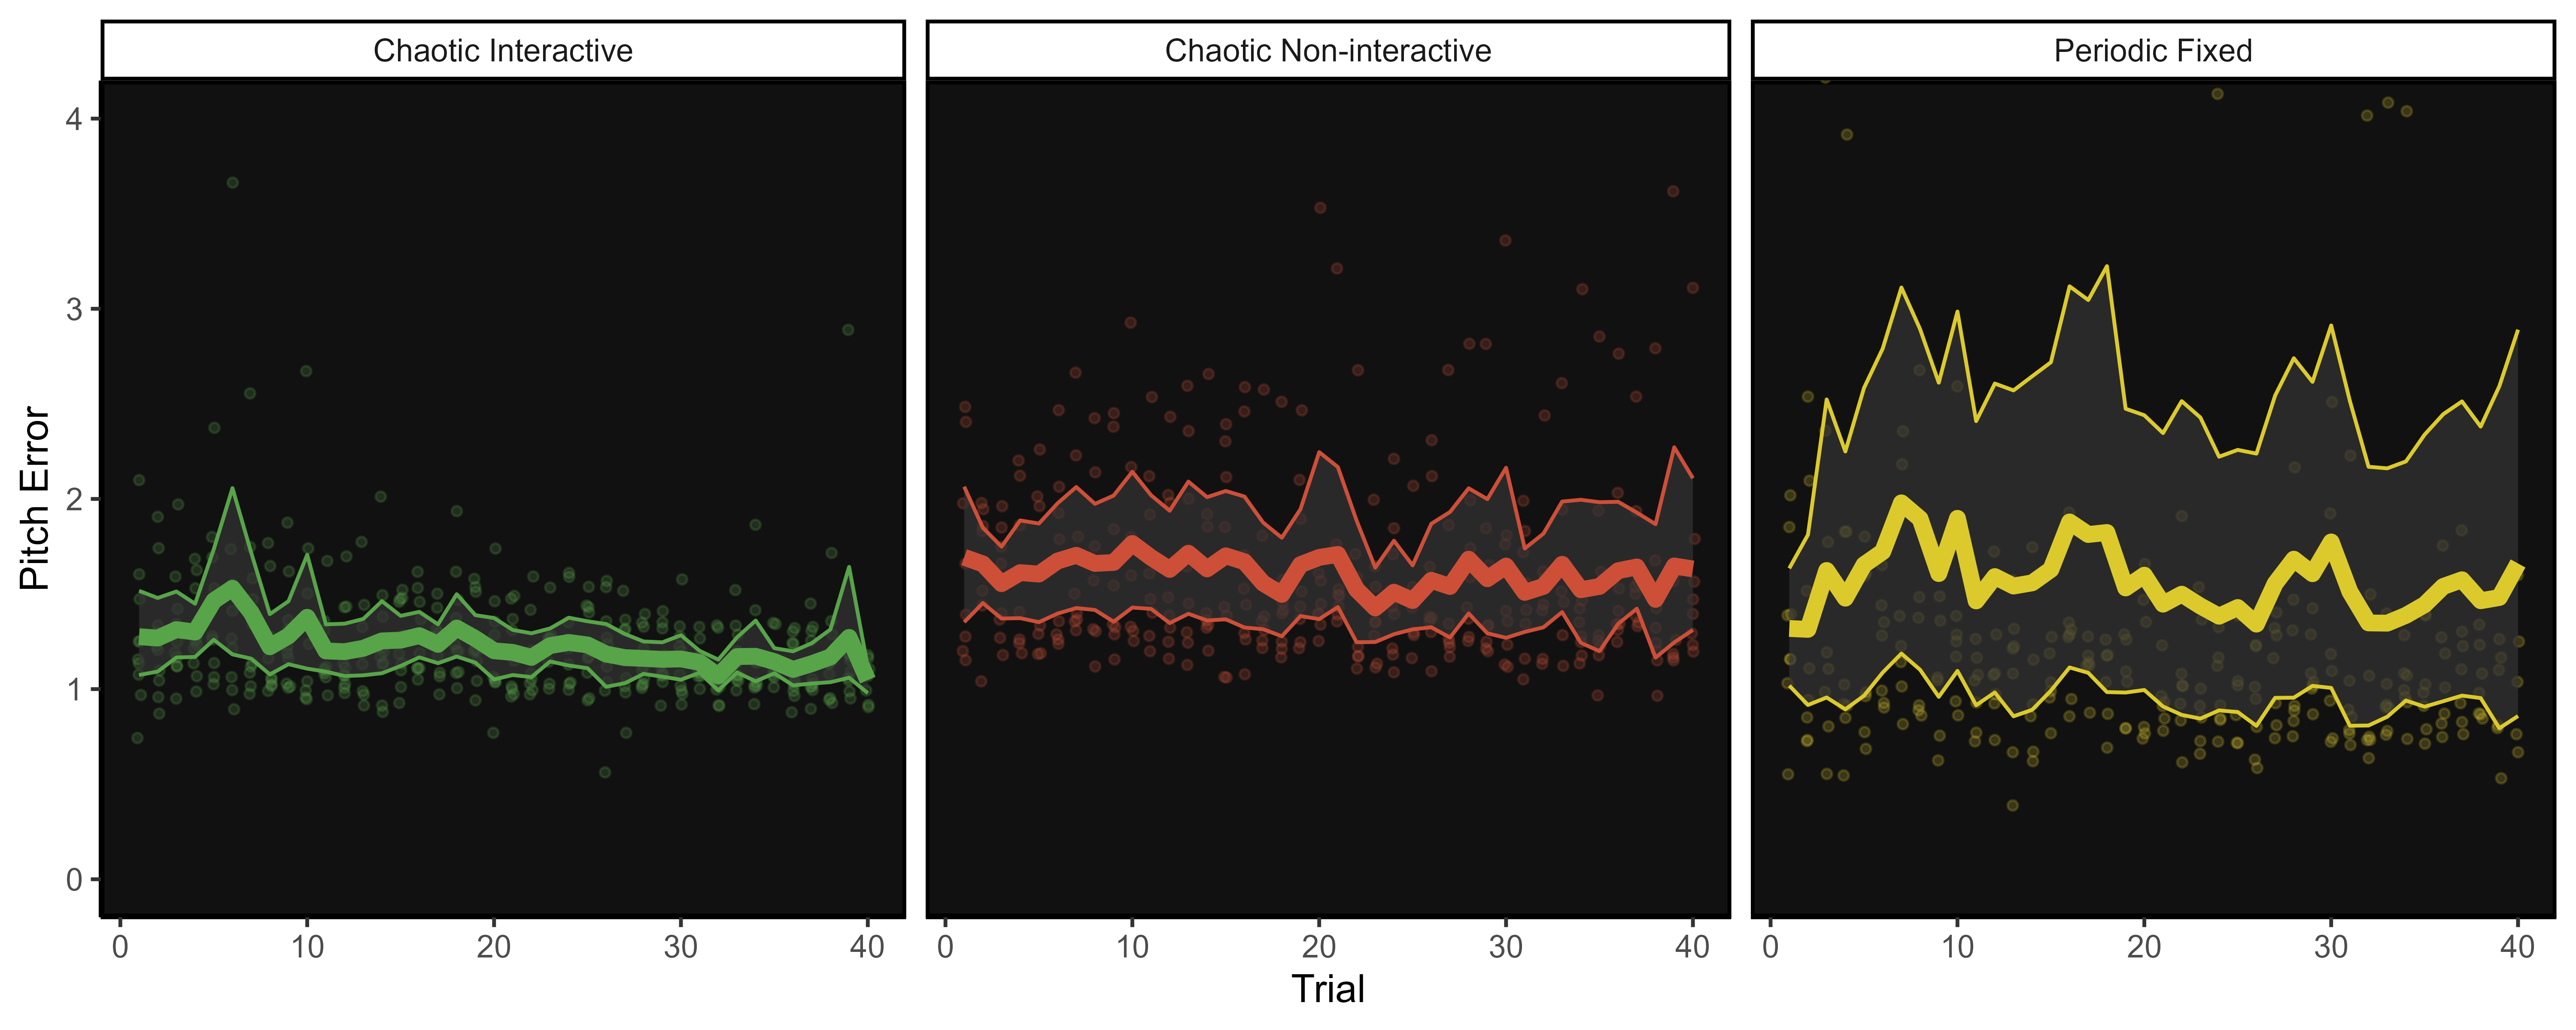 Chaotic Interactive
Chaotic Non-interactive
Periodic Fixed
Pitch Error
4
3
2
1
0
0 10 20 30 40
0 10 20 30 40
0 10 20 30 40
Trial